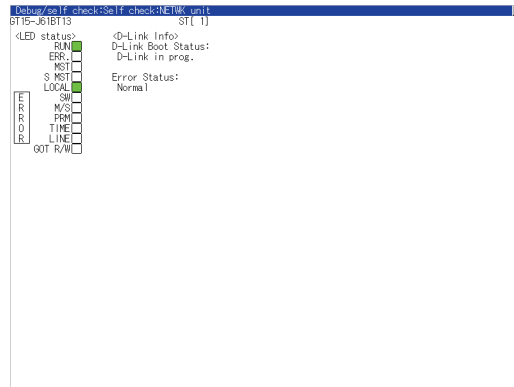 Debug/self check:Self check:NETWK unit
GT15-J61BT13 ST[ 1]
<LED status> <D-Link Info>
RUN D-Link Boot Status:
ERR. D-Link in prog.
MST
S MST Error Status:
LOCAL Normal
E SW
R M/S
R PRM
O TIME
R LINE
GOT R/W